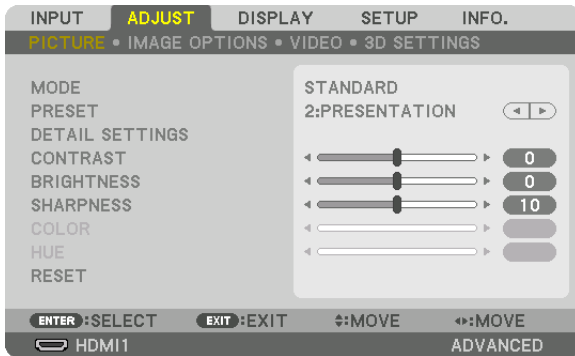 INPUT ADJUST DISPLAY SETUP INFO.
PICTURE • IMAGE OPTIONS • VIDEO • 3D SETTINGS
MODE STANDARD
PRESET 2:PRESENTATION
DETAIL SETTINGS
CONTRAST 0
BRIGHTNESS 0
SHARPNESS 10
COLOR
HUE
RESET
ENTER :SELECT EXIT :EXIT :MOVE :MOVE
HDMI1 ADVANCED